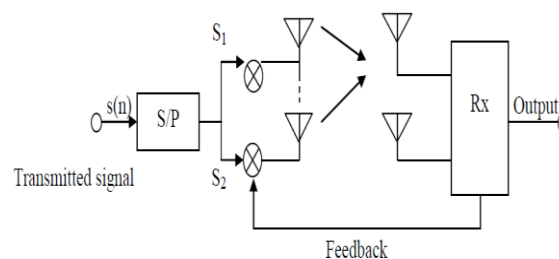 S1
s(n)
S/P
Rx
Output
Transmitted signal
S2
Feedback